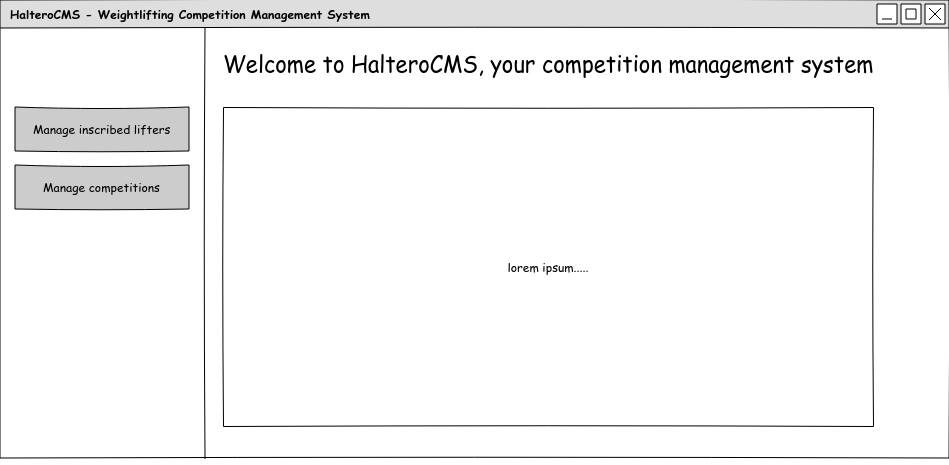 HalteroCMS - Weightlifting Competition Management System
Welcome to HalteroCMS, your competition management system
Manage inscribed lifters
Manage competitions
lorem ipsum.....